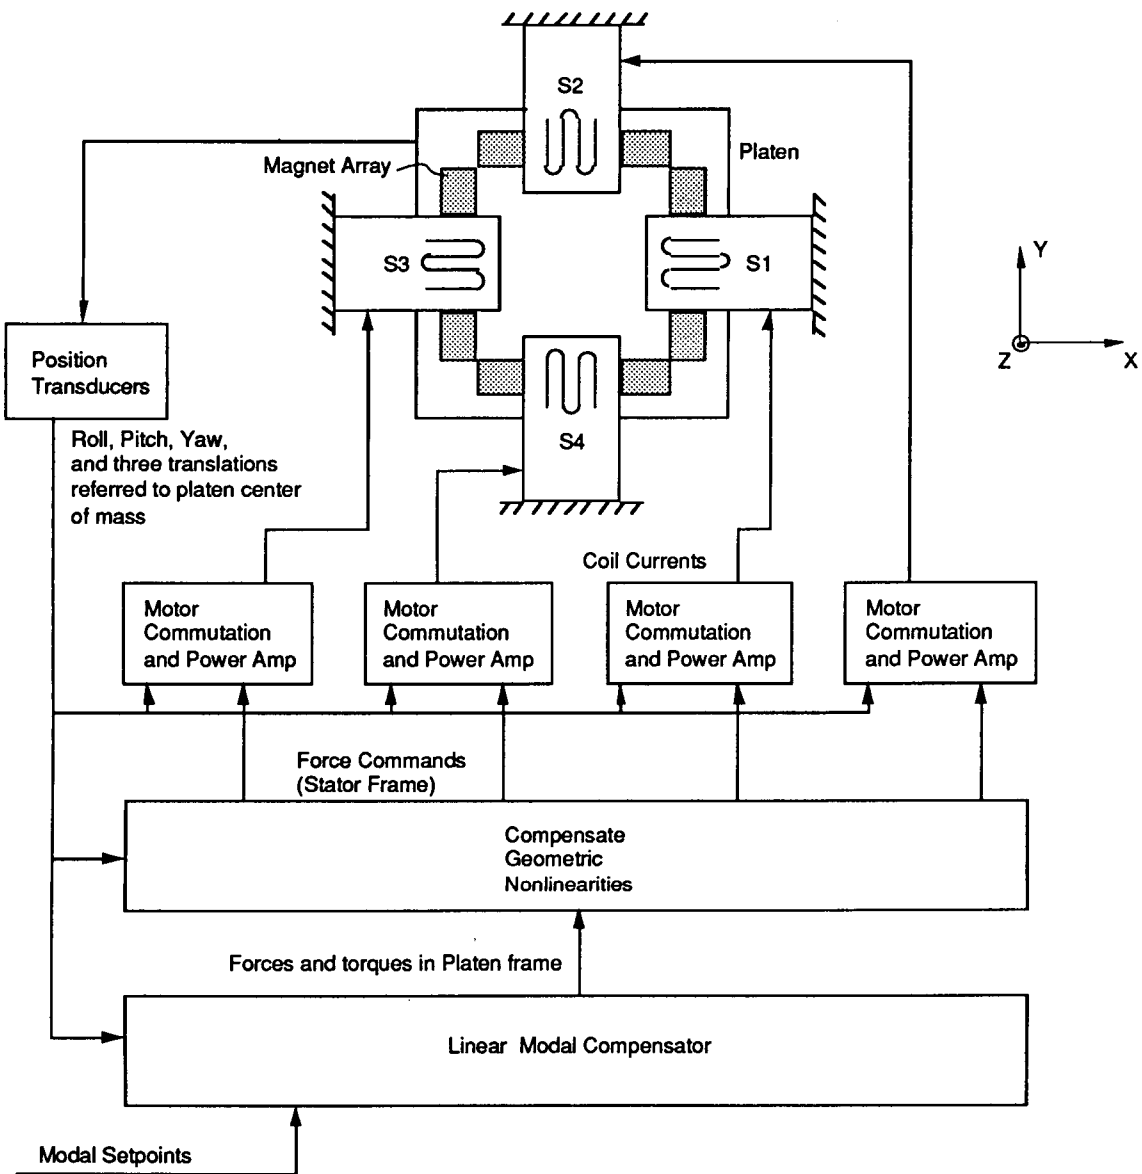 S2
Magnet Array
Platen
S3
S1
Y
Z
X
Position
Transducers
S4
Roll, Pitch, Yaw,
and three translations
referred to platen center
of mass
Coil Currents
Motor
Commutation
and Power Amp
Motor
Commutation
and Power Amp
Motor
Commutation
and Power Amp
Motor
Commutation
and Power Amp
Force Commands
(Stator Frame)
Compensate
Geometric
Nonlinearities
Forces and torques in Platen frame
Linear Modal Compensator
Modal Setpoints